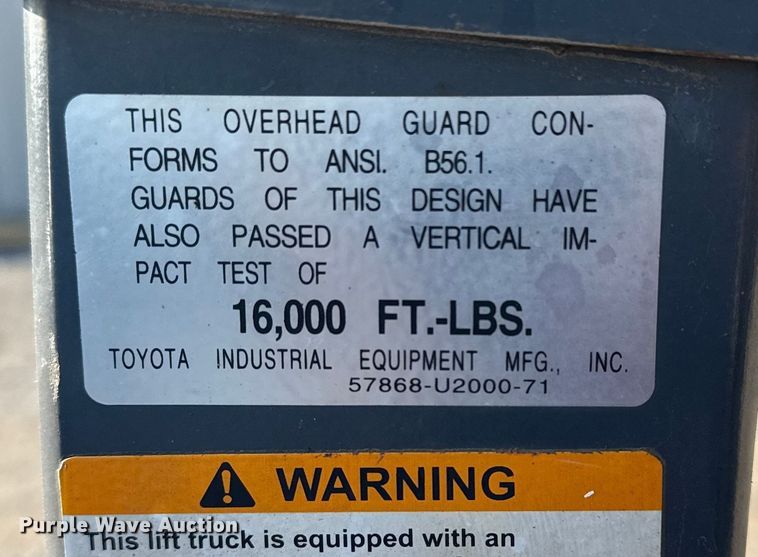 THIS OVERHEAD GUARD CON-
FORMS TO ANSI. B56.1.
GUARDS OF THIS DESIGN HAVE
ALSO PASSED A VERTICAL IM-
PACT TEST OF
16,000 FT.-LBS.
TOYOTA INDUSTRIAL EQUIPMENT MFG., INC.
57868-U2000-71
WARNING
Purple Wave Auction
This lift truck is equipped with an